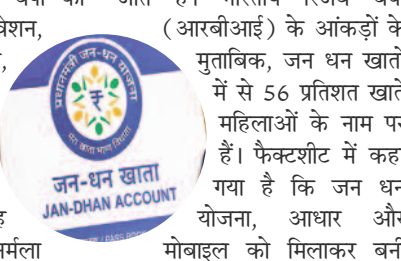 वेशन,
(आरबीआई) के आंकड़ों के
मुताबिक, जन धन खातों
में से 56 प्रतिशत खाते
महिलाओं के नाम पर
हैं। फैक्टशीट में कहा
गया है कि जन धन
योजना, आधार और
मोबाइल को मिलाकर बनी
प्रधानमंत्री जन-धन योजना
मेरा खाता भाग्य विधाता
जन-धन खाता
JAN-DHAN ACCOUNT